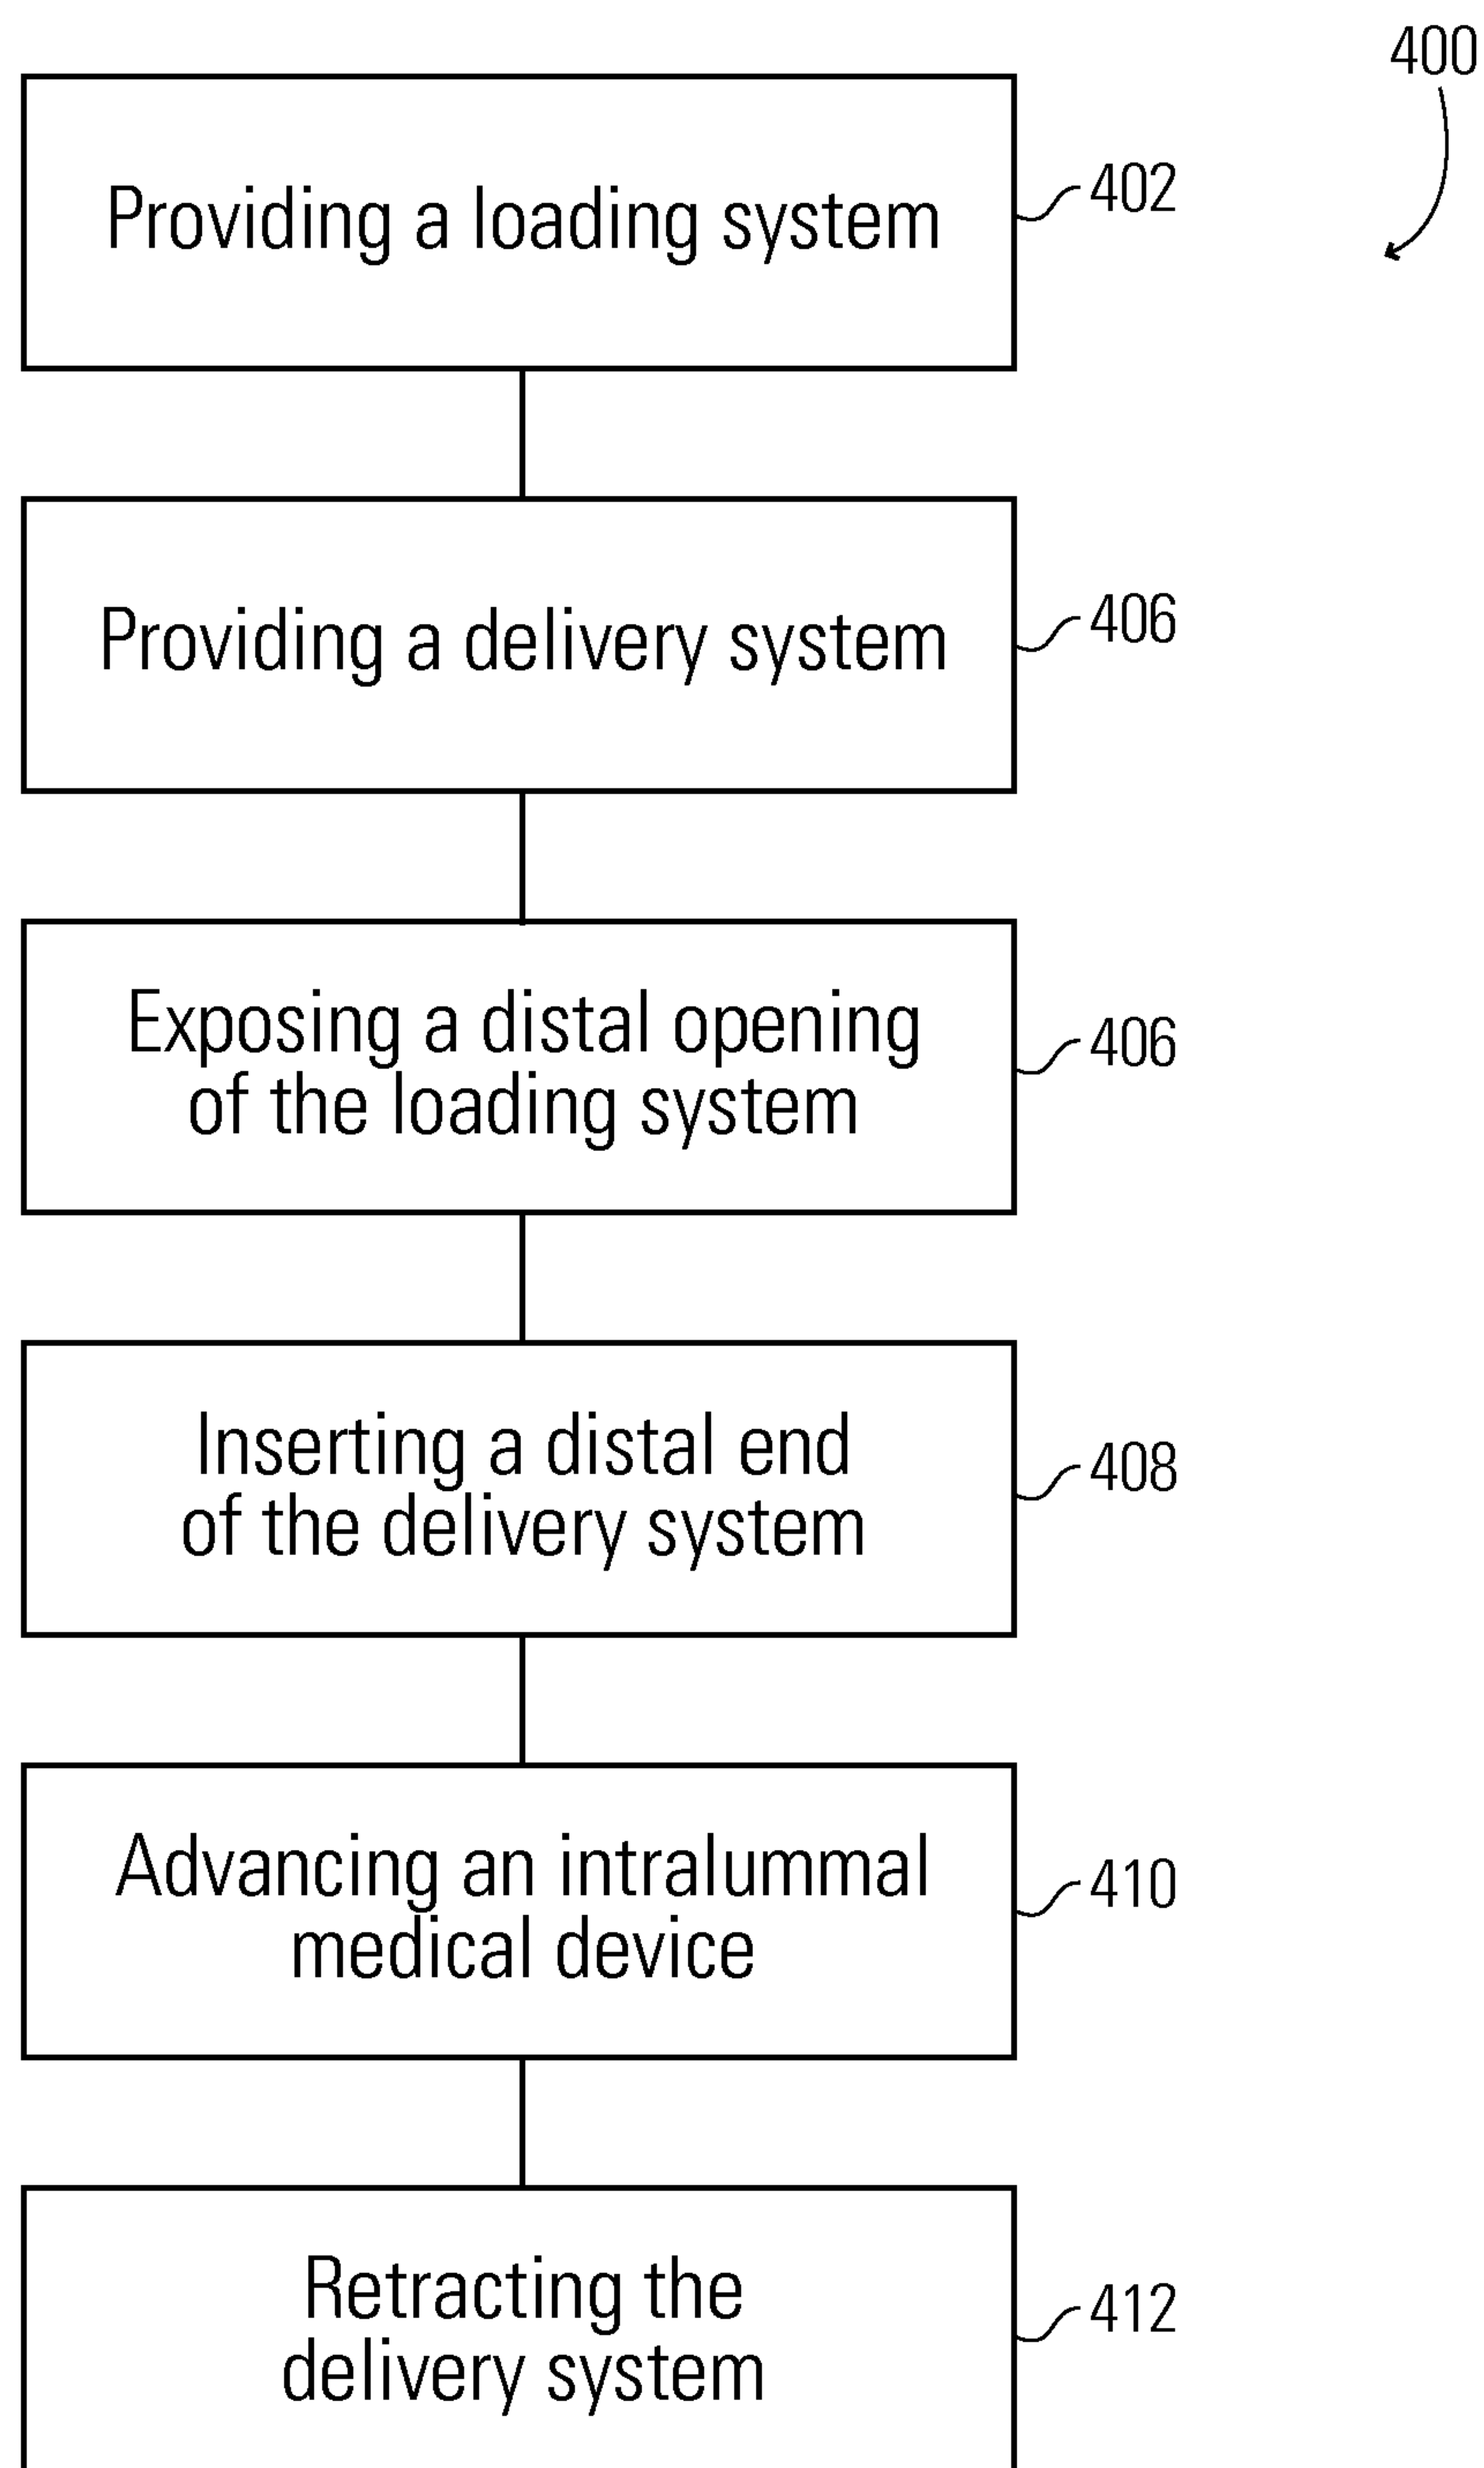 400
Providing a loading system
402
Providing a delivery system
406
Exposing a distal opening
of the loading system
406
Inserting a distal end
of the delivery system
408
Advancing an intralummal
medical device
410
Retracting the
delivery system
412